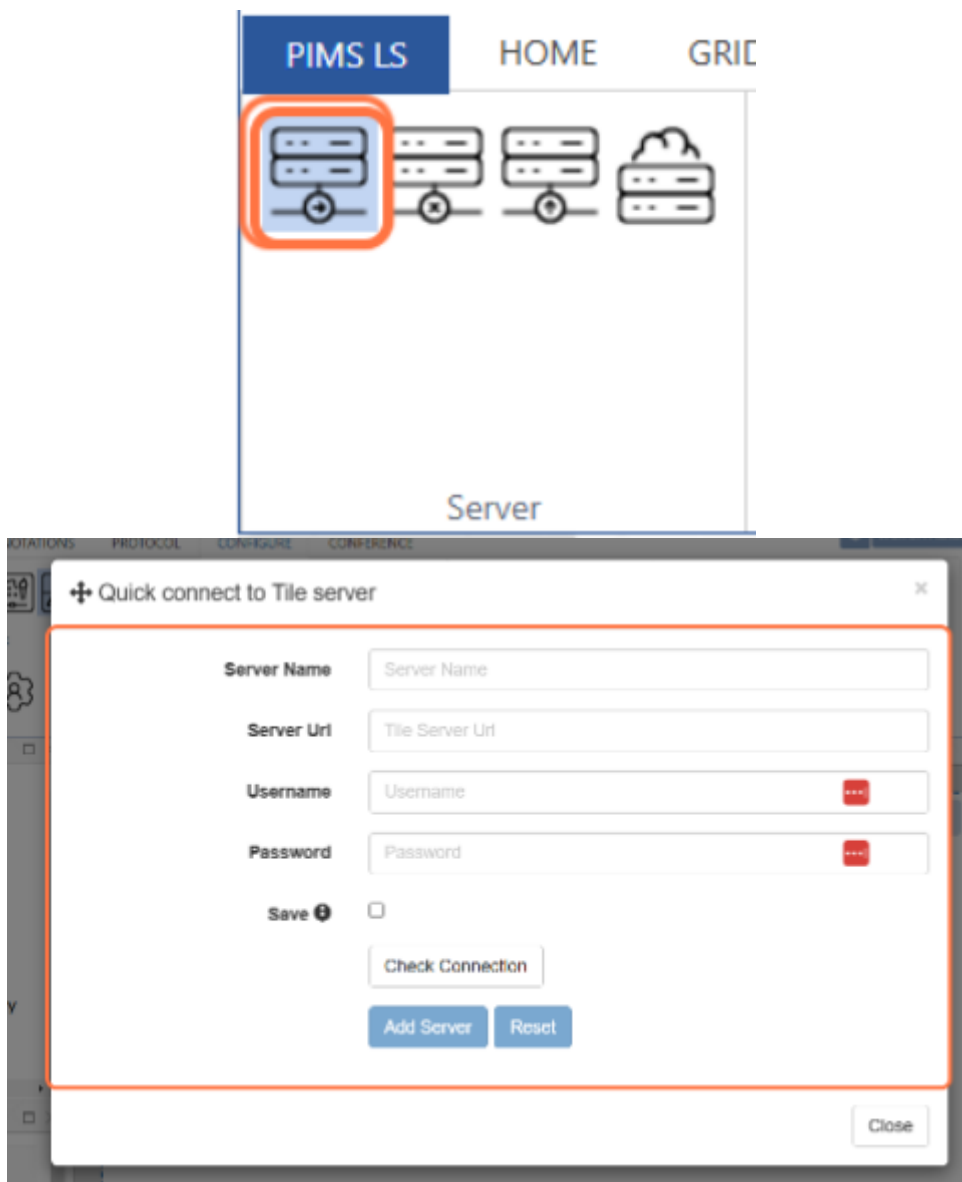 PIMS LS HOME GRID
Server
NOTATIONS PROTOCOL CONFIGURE CONFERENCE
Quick connect to Tile server ×
Server Name Server Name
Server Url Tile Server Url
Username Username
Password Password
Save
Check Connection
Add Server Reset
y
Close